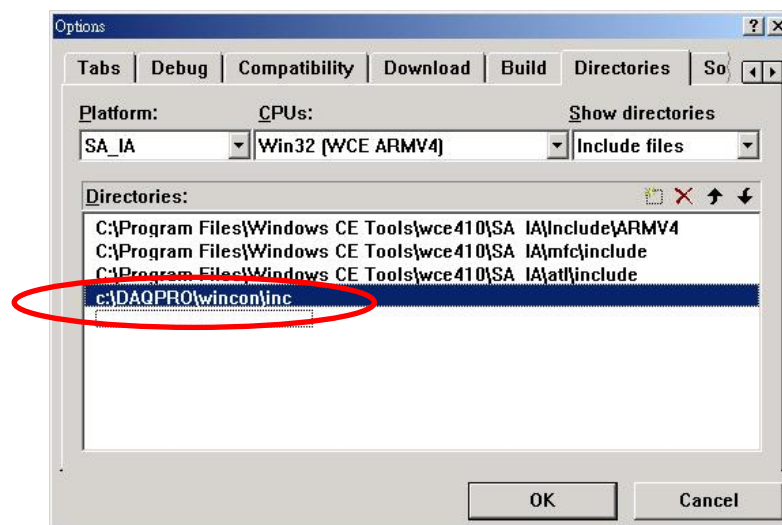 Options
Tabs Debug Compatibility Download Build Directories So
Platform: CPUs: Show directories
SA_IA Win32 (WCE ARMV4) Include files
Directories:
C:\Program Files\Windows CE Tools\wce410\SA_IA\Include\ARMV4
C:\Program Files\Windows CE Tools\wce410\SA_IA\mfc\include
C:\Program Files\Windows CE Tools\wce410\SA_IA\atl\include
c:\DAQPRO\wincon\inc
OK Cancel